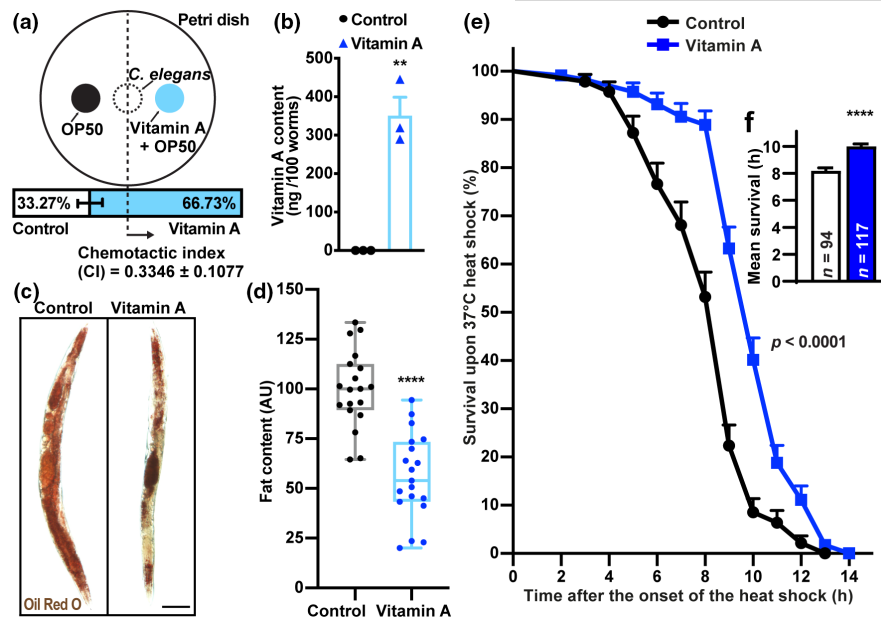 (a)
Petri dish
C. elegans
OP50
Vitamin A
+ OP50
33.27%
66.73%
Control
Vitamin A
Chemotactic index
(CI) = 0.3346 ± 0.1077
(b)
Control
Vitamin A
Vitamin A content
(ng /100 worms)
500
400
300
200
100
0
**
(c)
Control
Vitamin A
Oil Red O
(d)
Fat content (AU)
150
125
100
75
50
25
0
****
Control
Vitamin A
(e)
Control
Vitamin A
Survival upon 37°C heat shock (%)
100
90
80
70
60
50
40
30
20
10
0
p < 0.0001
0
2
4
6
8
10
12
14
Time after the onset of the heat shock (h)
f
Mean survival (h)
10
8
6
4
2
0
****
n = 94
n = 117